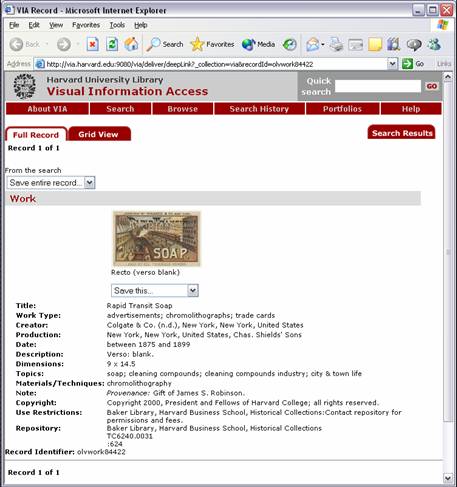 VIA Record - Microsoft Internet Explorer
File Edit View Favorites Tools Help
Back Search Favorites Media
Address http://via.harvard.edu:9080/via/deliver/deepLink?_collection=via&recordId=olvwork84422 Go Links
Harvard University Library
Visual Information Access
Quick search GO
About VIA Search Browse Search History Portfolios Help
Full Record Grid View Search Results
Record 1 of 1
From the search
Save entire record...
Work
SOAP
Recto (verso blank)
Save this...
Title: Rapid Transit Soap
Work Type: advertisements; chromolithographs; trade cards
Creator: Colgate & Co. (n.d.), New York, New York, United States
Production: New York, New York, United States, Chas. Shields' Sons
Date: between 1875 and 1899
Description: Verso: blank.
Dimensions: 9 x 14.5
Topics: soap; cleaning compounds; cleaning compounds industry; city & town life
Materials/Techniques: chromolithography
Note: Provenance: Gift of James S. Robinson.
Copyright: Copyright 2000, President and Fellows of Harvard College; all rights reserved.
Use Restrictions: Baker Library, Harvard Business School, Historical Collections:Contact repository for
permissions and fees.
Repository: Baker Library, Harvard Business School, Historical Collections
TC6240.0031
:624
Record Identifier: olvwork84422
Record 1 of 1